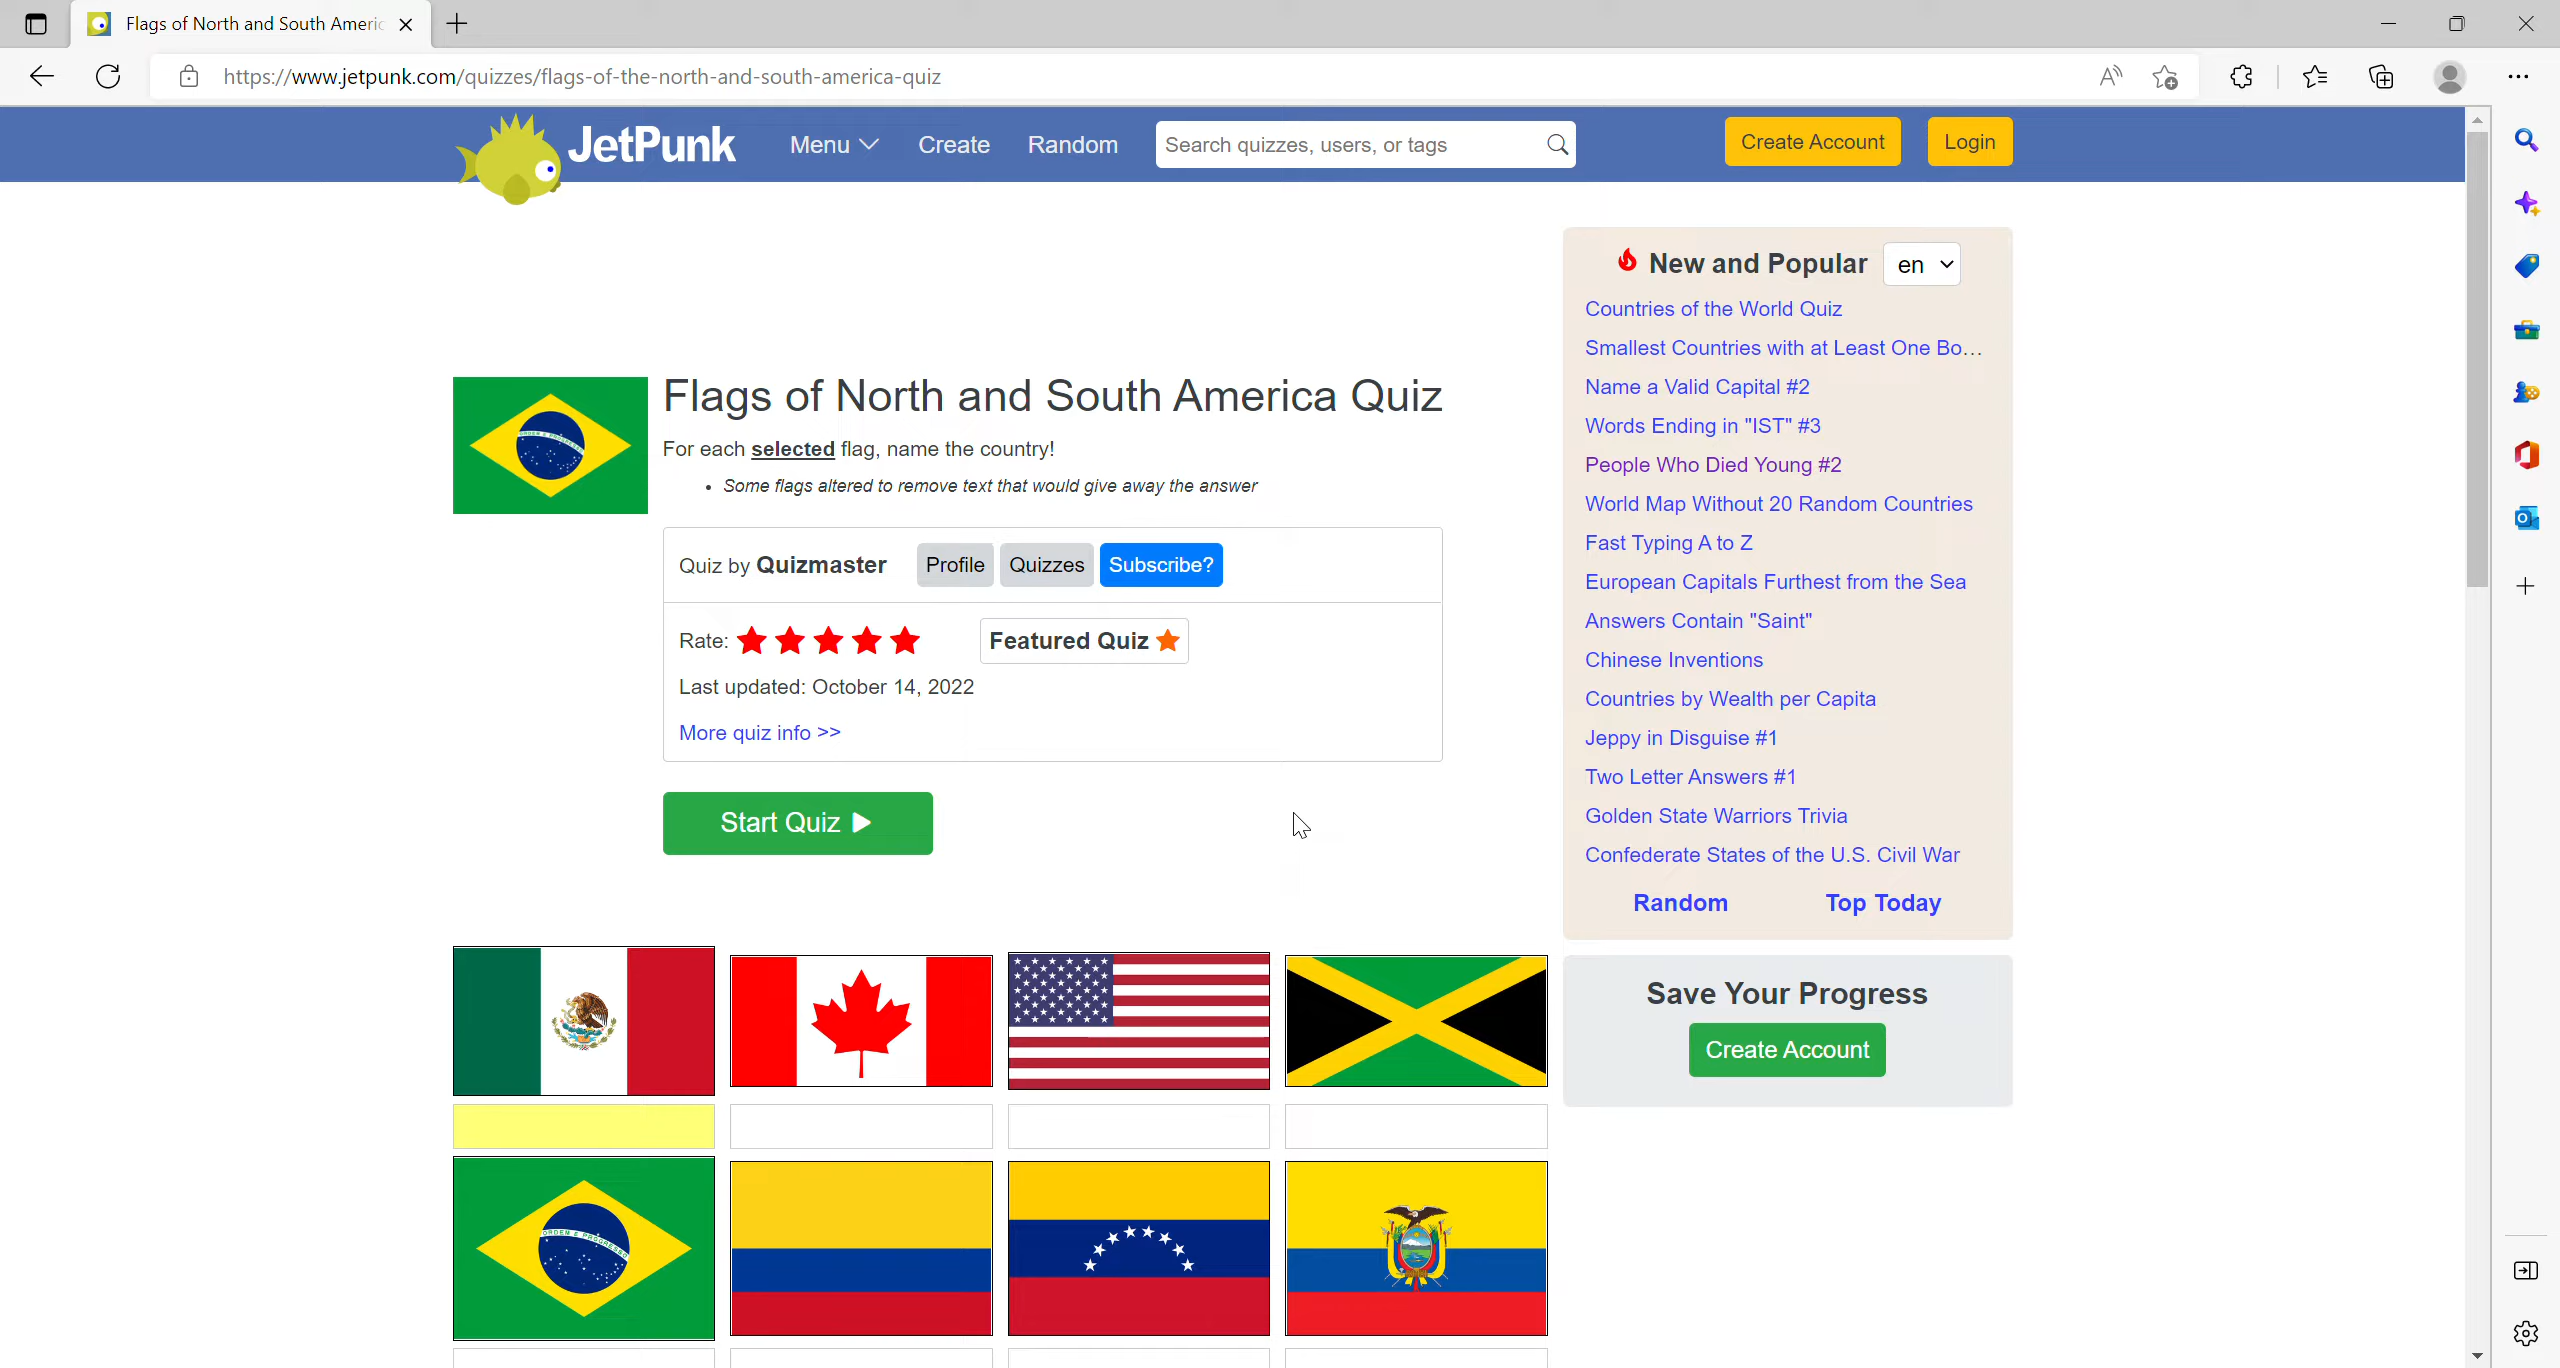 Flags of North and South Americ
https://www.jetpunk.com/quizzes/flags-of-the-north-and-south-america-quiz
JetPunk
Menu
Create
Random
Search quizzes, users, or tags
Create Account
Login
Flags of North and South America Quiz
For each selected flag, name the country!
• Some flags altered to remove text that would give away the answer
Quiz by Quizmaster
Profile
Quizzes
Subscribe?
Rate:
Featured Quiz
Last updated: October 14, 2022
More quiz info >>
Start Quiz
New and Popular
en
Countries of the World Quiz
Smallest Countries with at Least One Bo...
Name a Valid Capital #2
Words Ending in "IST" #3
People Who Died Young #2
World Map Without 20 Random Countries
Fast Typing A to Z
European Capitals Furthest from the Sea
Answers Contain "Saint"
Chinese Inventions
Countries by Wealth per Capita
Jeppy in Disguise #1
Two Letter Answers #1
Golden State Warriors Trivia
Confederate States of the U.S. Civil War
Random
Top Today
Save Your Progress
Create Account
ORDEM E PROGRESSO